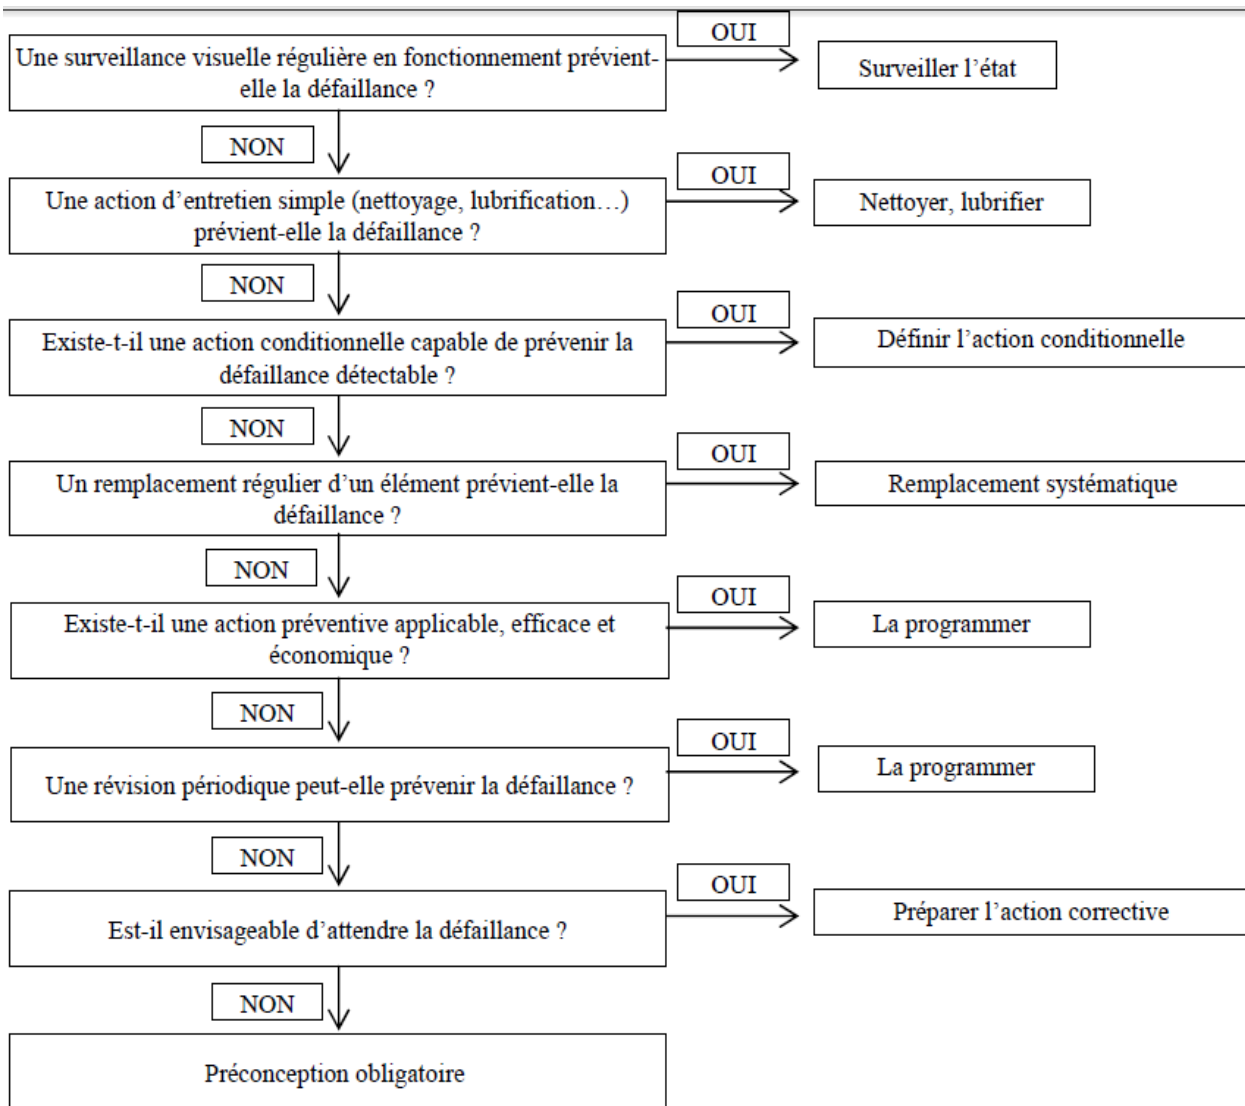 OUI
Une surveillance visuelle régulière en fonctionnement prévient-
elle la défaillance ?
Surveiller l’état
NON
OUI
Une action d’entretien simple (nettoyage, lubrification…)
prévient-elle la défaillance ?
Nettoyer, lubrifier
NON
OUI
Existe-t-il une action conditionnelle capable de prévenir la
défaillance détectable ?
Définir l’action conditionnelle
NON
OUI
Un remplacement régulier d’un élément prévient-elle la
défaillance ?
Remplacement systématique
NON
OUI
Existe-t-il une action préventive applicable, efficace et
économique ?
La programmer
NON
OUI
Une révision périodique peut-elle prévenir la défaillance ?
La programmer
NON
OUI
Est-il envisageable d’attendre la défaillance ?
Préparer l’action corrective
NON
Préconception obligatoire